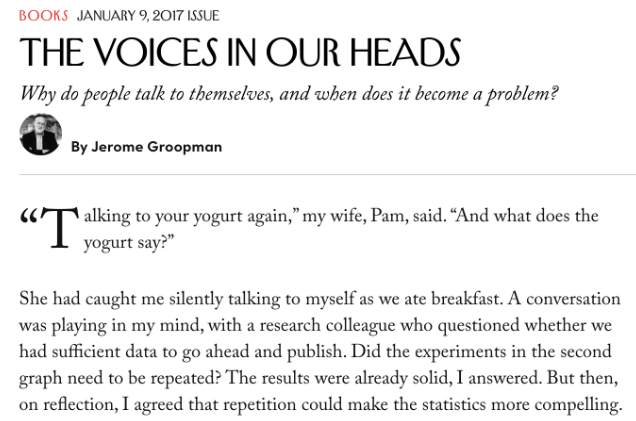 BOOKS JANUARY 9, 2017 ISSUE
THE VOICES IN OUR HEADS
Why do people talk to themselves, and when does it become a problem?
By Jerome Groopman
“Talking to your yogurt again,” my wife, Pam, said. “And what does the
yogurt say?”
She had caught me silently talking to myself as we ate breakfast. A conversation
was playing in my mind, with a research colleague who questioned whether we
had sufficient data to go ahead and publish. Did the experiments in the second
graph need to be repeated? The results were already solid, I answered. But then,
on reflection, I agreed that repetition could make the statistics more compelling.